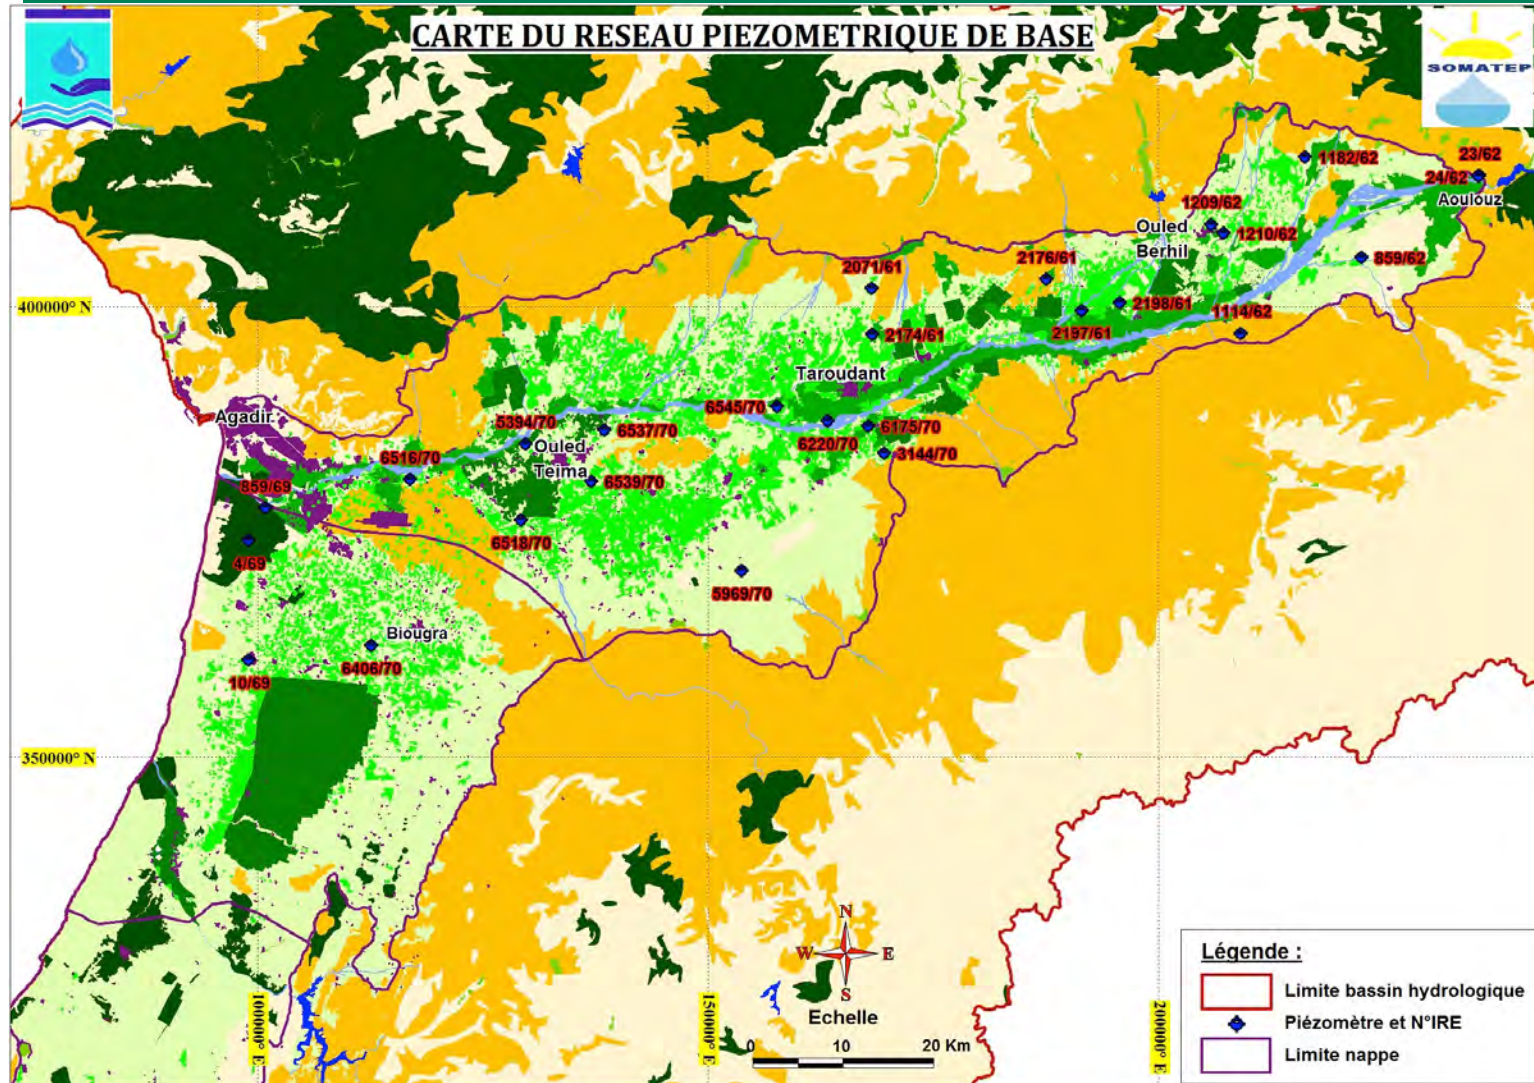 CARTE DU RESEAU PIEZOMETRIQUE DE BASE
SOMATEP
1182/62
23/62
24/62
Aoulouz
1209/62
Ouled
Berhil
1210/62
859/62
2071/61
2176/61
2198/61
1114/62
400000° N
2174/61
2197/61
Taroudant
Agadir
6545/70
5394/70
6537/70
6220/70
6175/70
Ouled
Teima
3144/70
6516/70
859/69
6539/70
6518/70
4/69
5969/70
Biougra
6406/70
10/69
350000° N
100000° E
150000° E
200000° E
N
W
E
S
Echelle
0 10 20 Km
Légende :
Limite bassin hydrologique
Piézomètre et N°IRE
Limite nappe